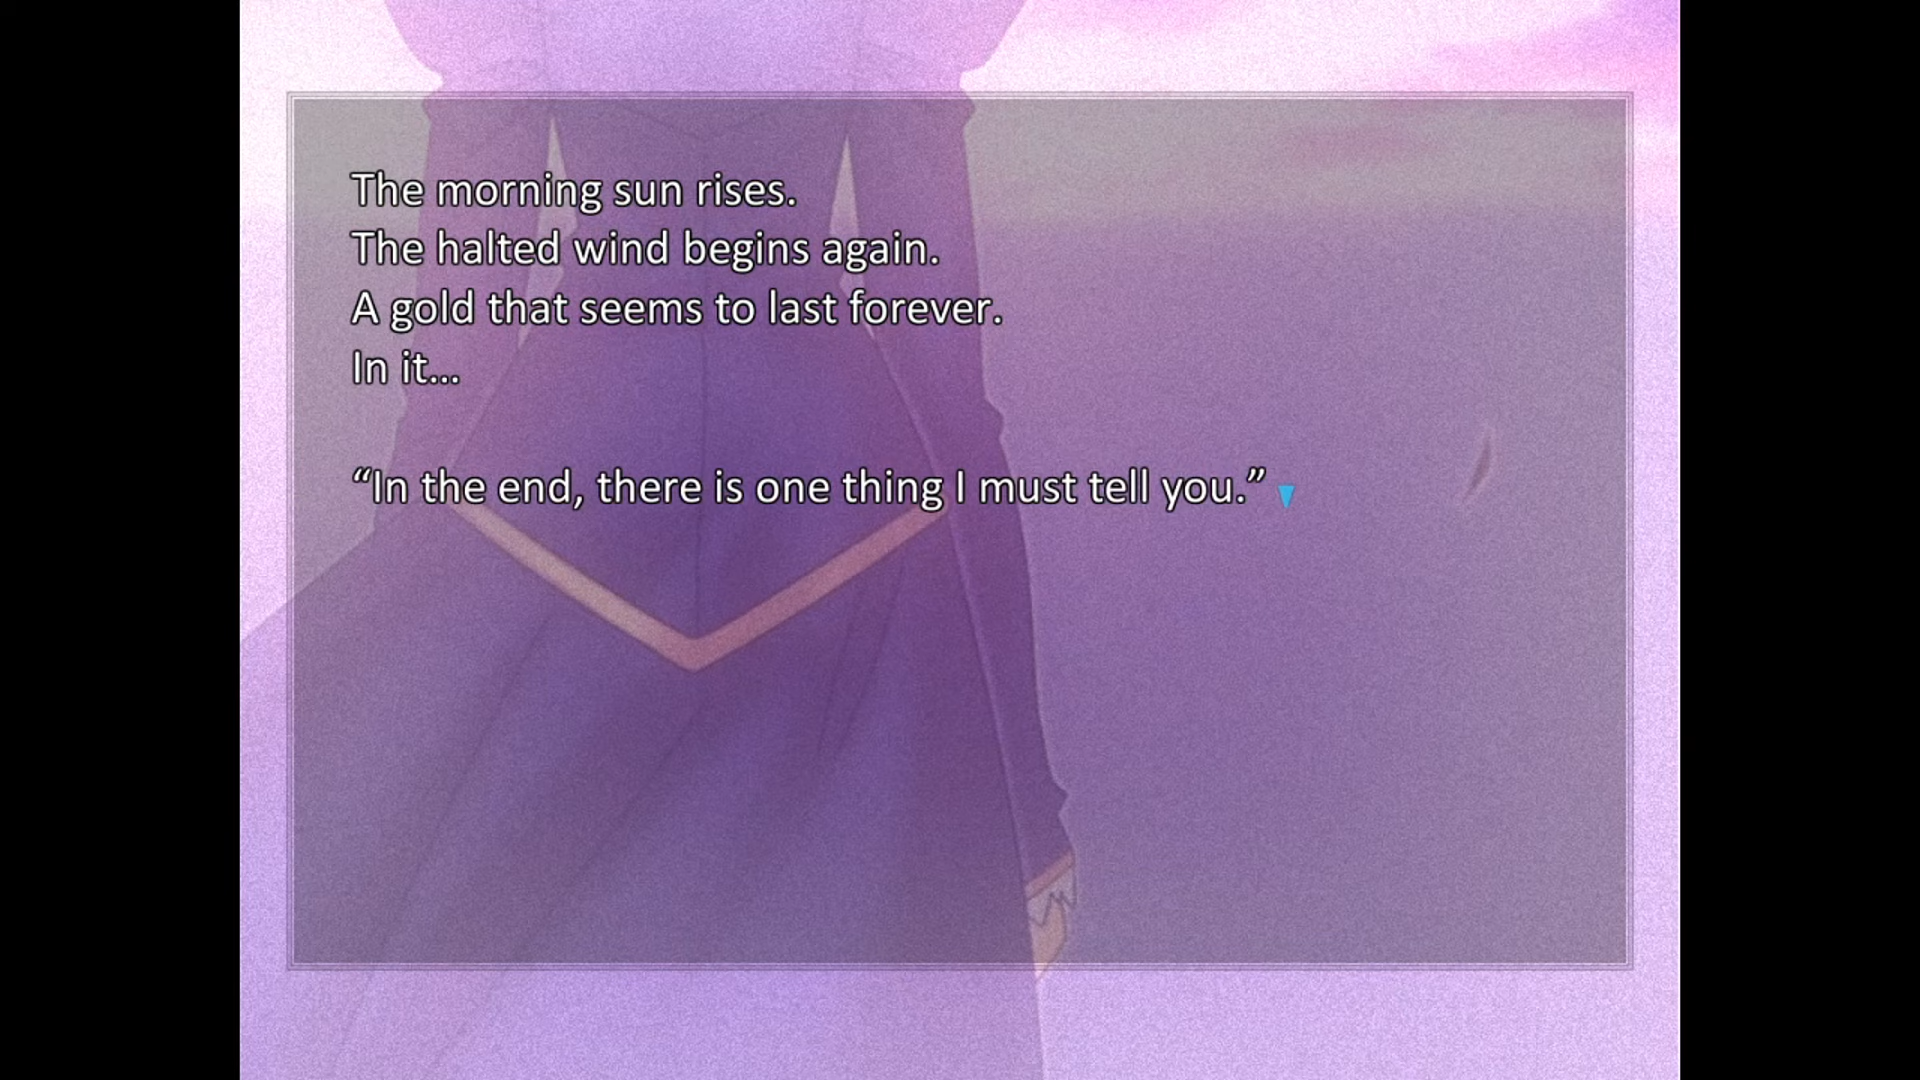 The morning sun rises.
The halted wind begins again.
A gold that seems to last forever.
In it...
“In the end, there is one thing I must tell you.”